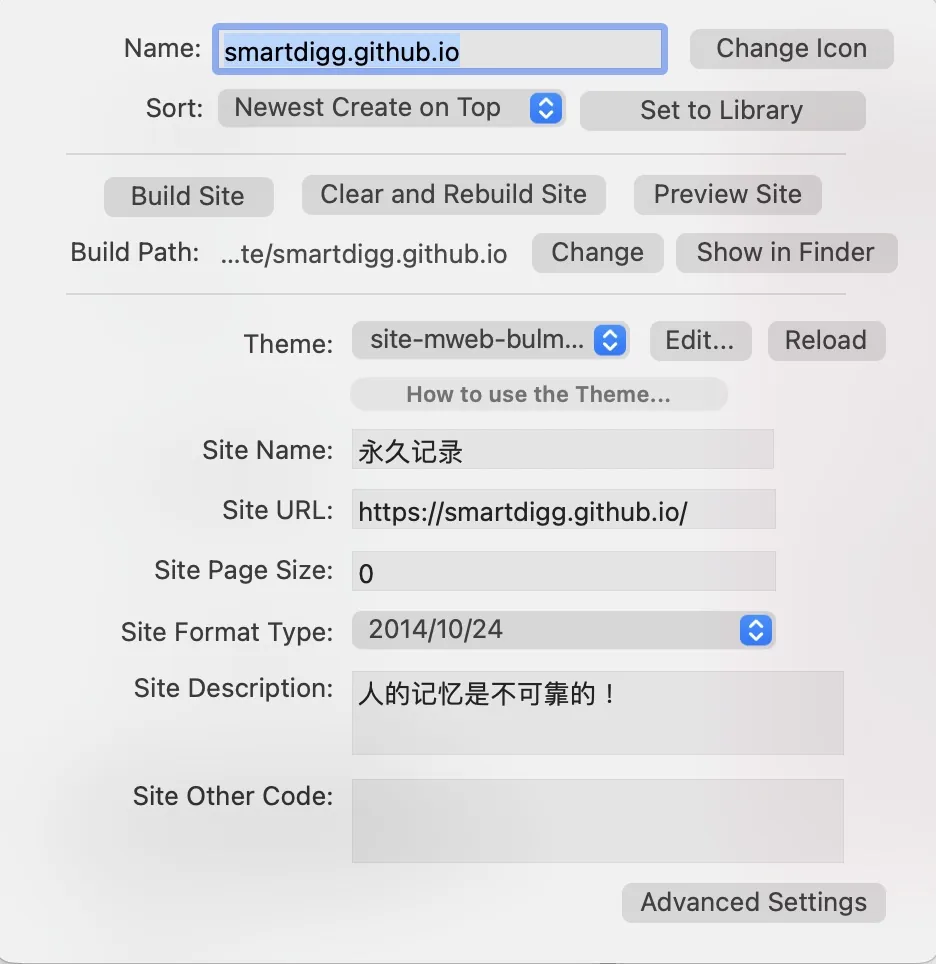 Name: smartdigg.github.io Change Icon
Sort: Newest Create on Top Set to Library
Build Site Clear and Rebuild Site Preview Site
Build Path: ...te/smartdigg.github.io Change Show in Finder
Theme: site-mweb-bulm... Edit... Reload
How to use the Theme...
Site Name: 永久记录
Site URL: https://smartdigg.github.io/
Site Page Size: 0
Site Format Type: 2014/10/24
Site Description: 人的记忆是不可靠的！
Site Other Code:
Advanced Settings